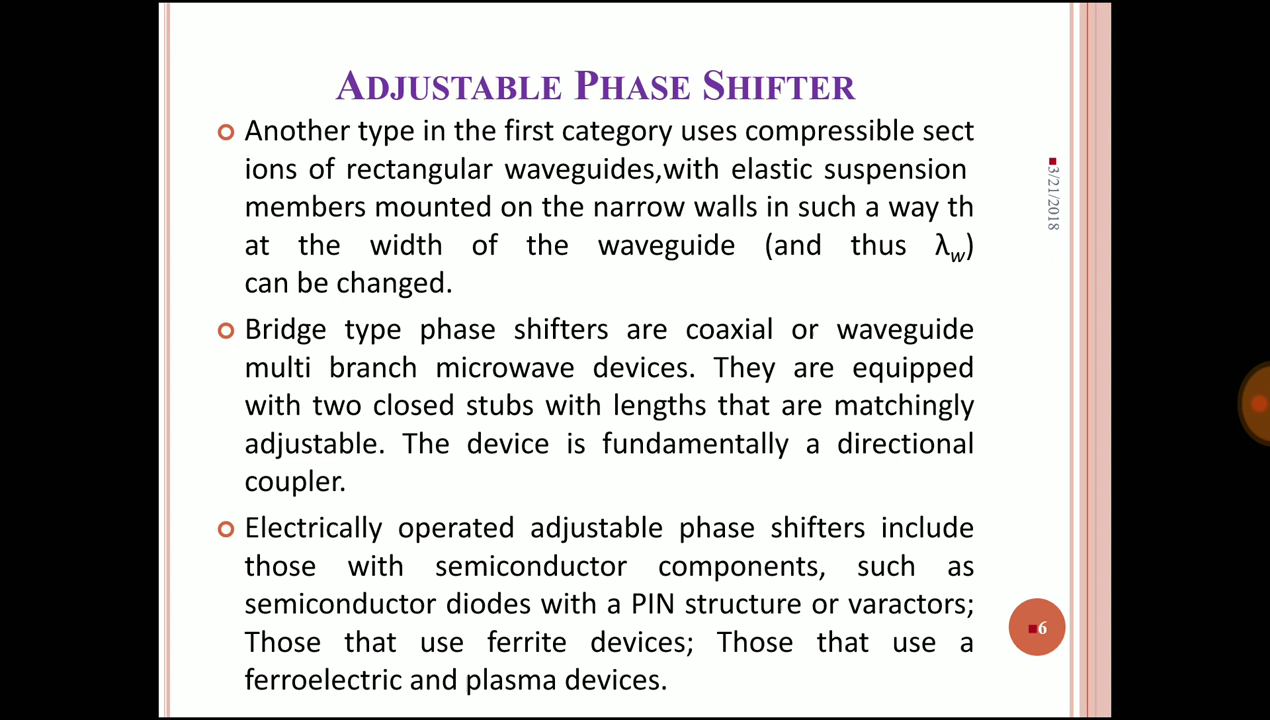 ADJUSTABLE PHASE SHIFTER
Another type in the first category uses compressible sect
ions of rectangular waveguides,with elastic suspension
members mounted on the narrow walls in such a way th
at the width of the waveguide (and thus λw)
can be changed.
Bridge type phase shifters are coaxial or waveguide
multi branch microwave devices. They are equipped
with two closed stubs with lengths that are matchingly
adjustable. The device is fundamentally a directional
coupler.
Electrically operated adjustable phase shifters include
those with semiconductor components, such as
semiconductor diodes with a PIN structure or varactors;
Those that use ferrite devices; Those that use a
ferroelectric and plasma devices.
3/21/2018
6